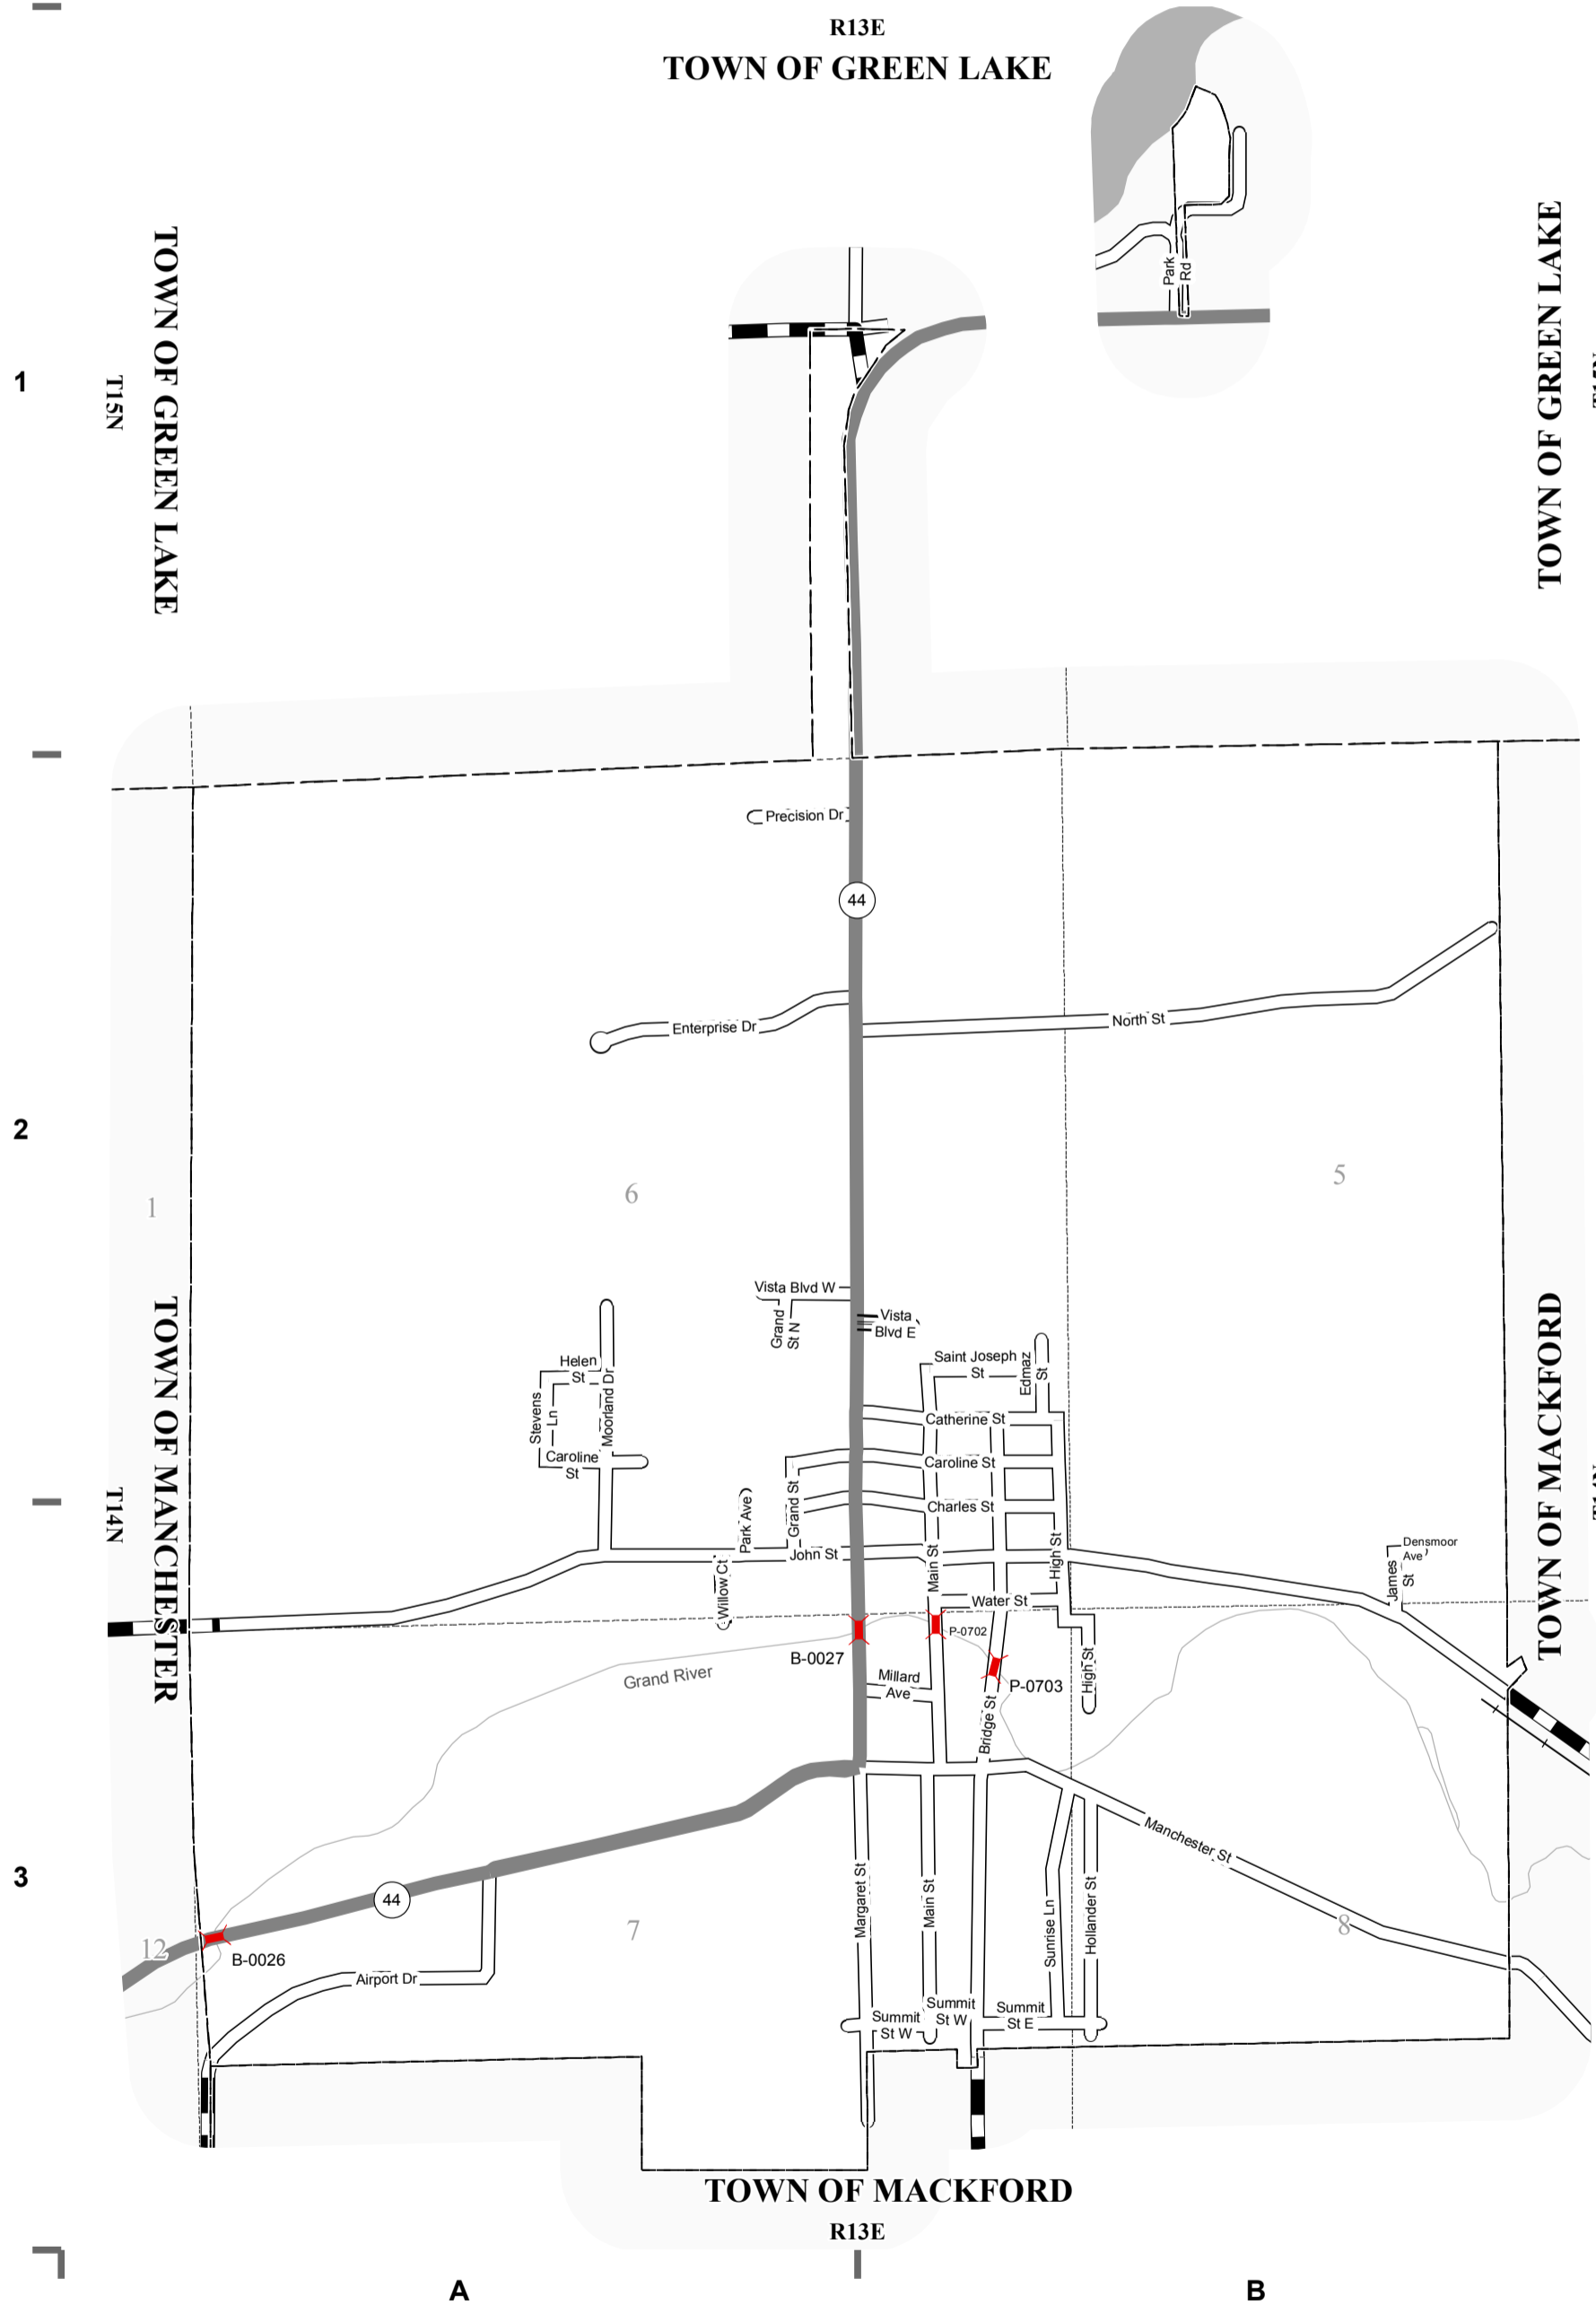 R13E
TOWN OF GREEN LAKE
TOWN OF GREEN LAKE
T15N
TOWN OF GREEN LAKE
Park
Rd
1
Precision Dr
44
Enterprise Dr
North St
2
1
6
5
Vista Blvd W
Grand
St N
Vista
Blvd E
Helen
St
Stevens
Ln
Moorland Dr
Caroline
St
Saint Joseph
St
Edmaz
St
Catherine St
Caroline St
Charles St
Grand St
Park Ave
John St
Willow Ct
Main St
High St
Water St
Densmoor
Ave
James
St
TOWN OF MANCHESTER
T14N
TOWN OF MACKFORD
B-0027
P-0702
P-0703
Grand River
Millard
Ave
Bridge St
High St
Manchester St
3
44
12
B-0026
7
8
Airport Dr
Margaret St
Main St
Sunrise Ln
Hollander St
Summit
St W
Summit
St W
Summit
St E
TOWN OF MACKFORD
R13E
A
B